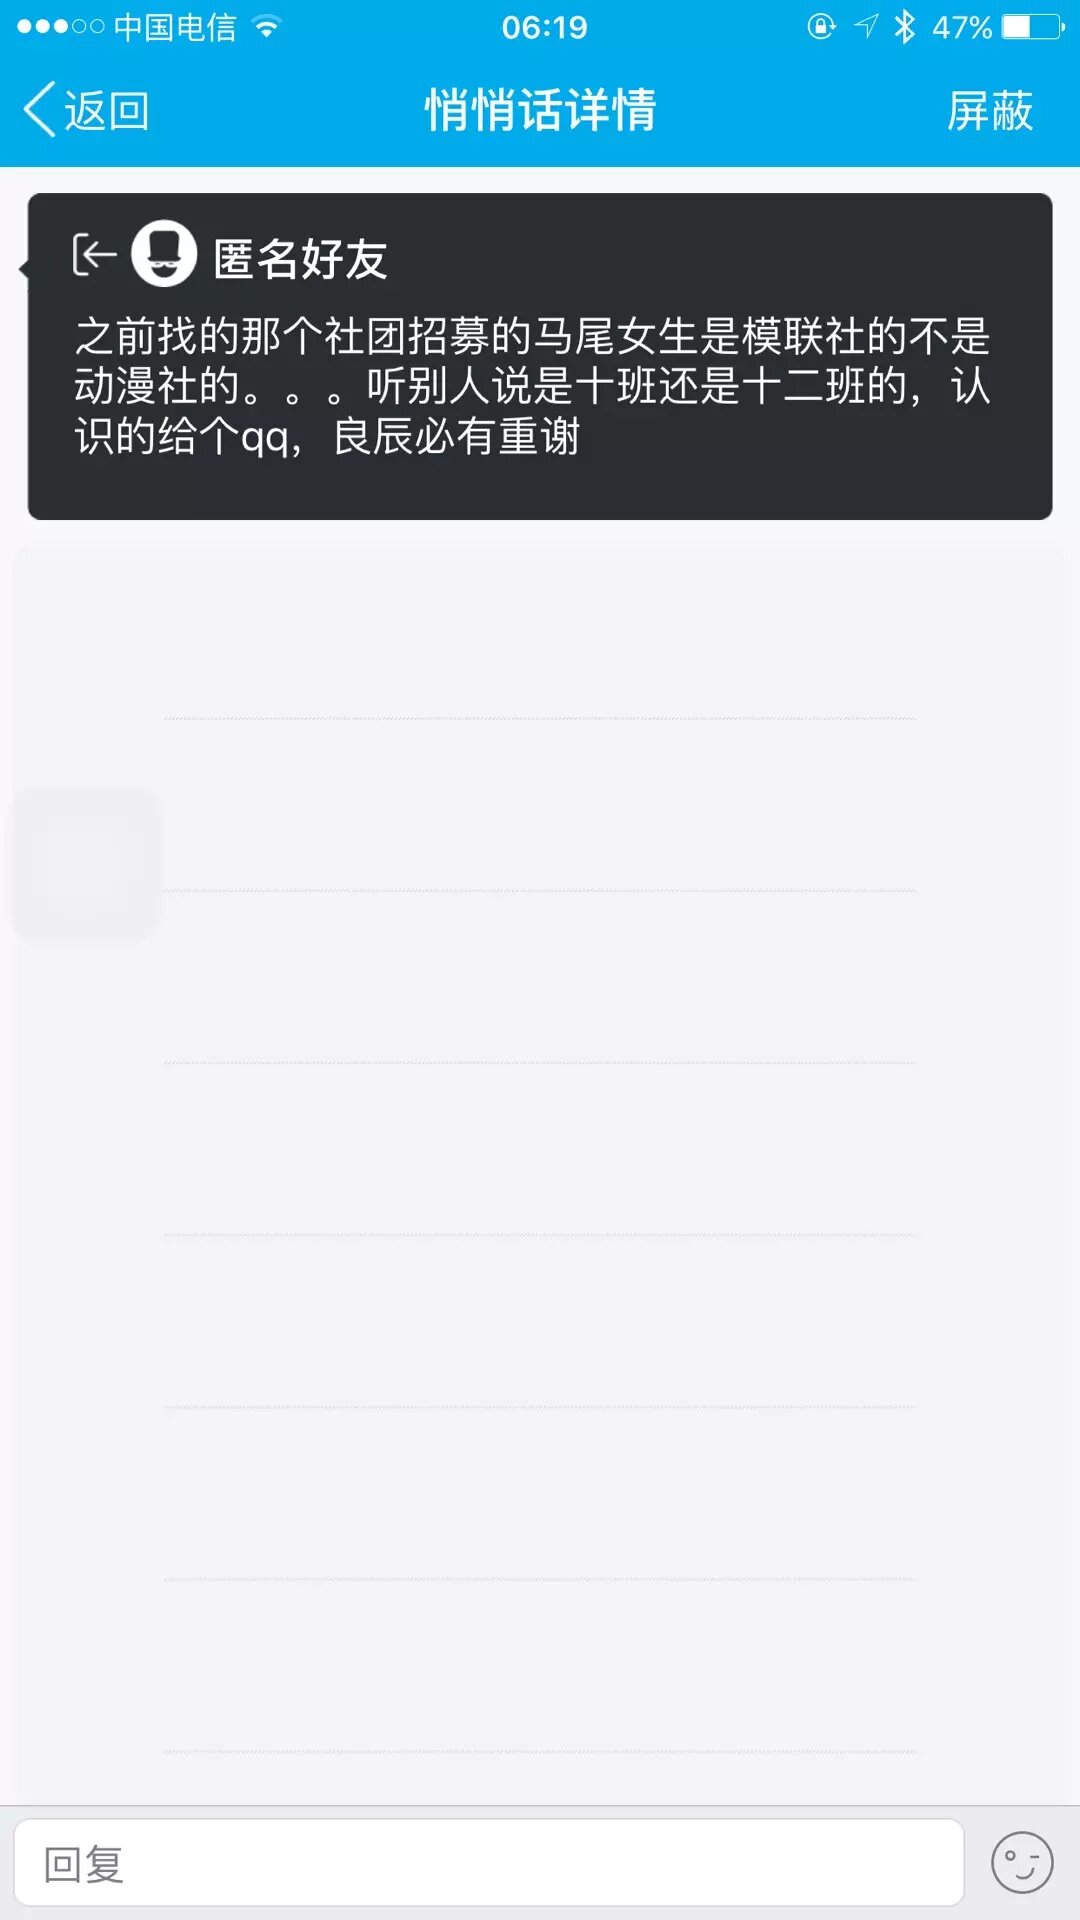 中国电信
06:19
47%
返回
悄悄话详情
屏蔽
匿名好友
之前找的那个社团招募的马尾女生是模联社的不是
动漫社的。。。听别人说是十班还是十二班的，认
识的给个qq，良辰必有重谢
回复